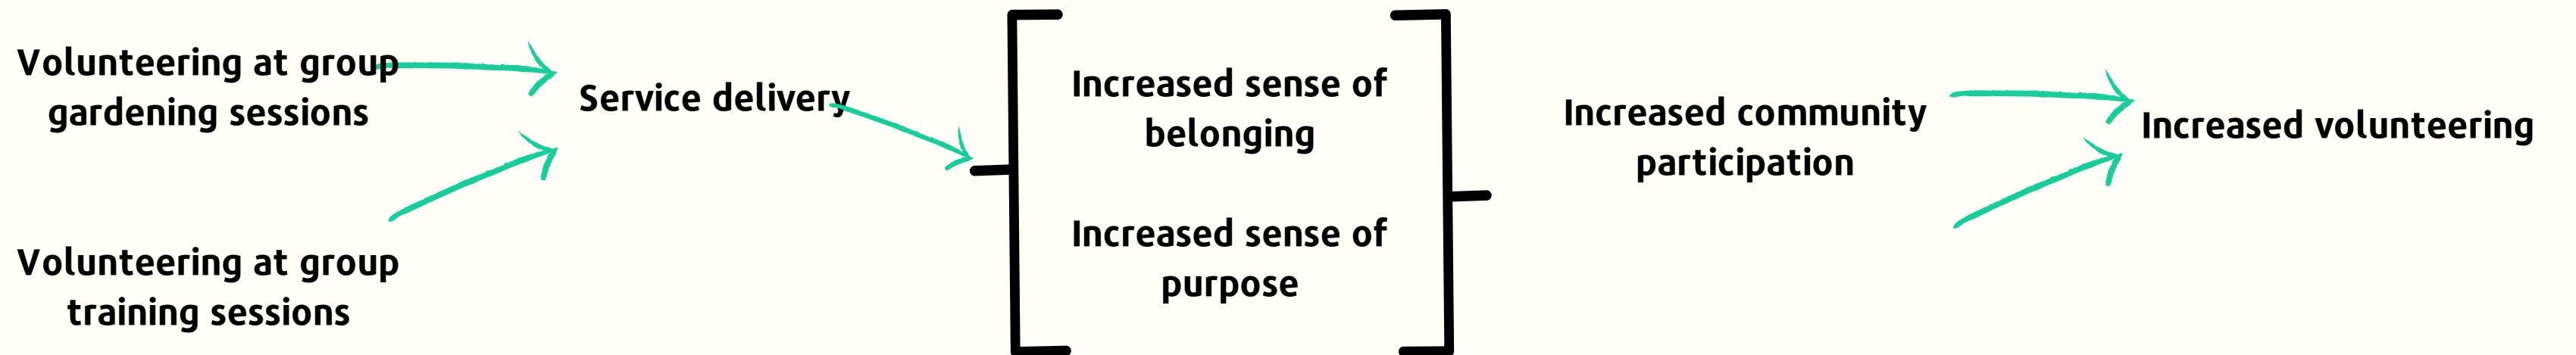 Volunteering at group
gardening sessions
Volunteering at group
training sessions
Service delivery
Increased sense of
belonging
Increased sense of
purpose
Increased community
participation
Increased volunteering